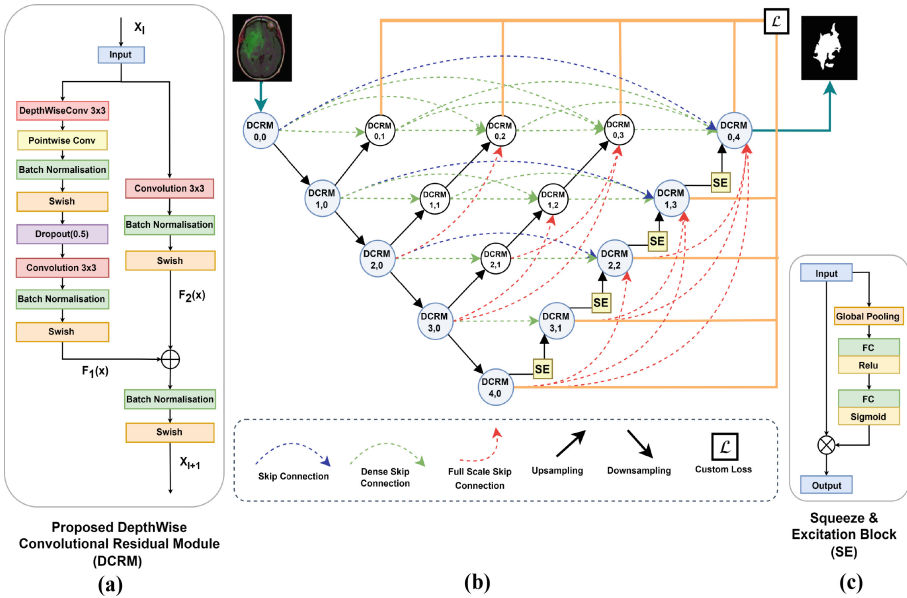 X_l
Input
DepthWiseConv 3x3
Pointwise Conv
Batch Normalisation
Swish
Dropout(0.5)
Convolution 3x3
Batch Normalisation
Swish
Convolution 3x3
Batch Normalisation
Swish
F_2(x)
F_1(x)
Batch Normalisation
Swish
X_{l+1}
Proposed DepthWise
Convolutional Residual Module
(DCRM)
(a)
ℒ
DCRM
0,0
DCRM
0,1
DCRM
0.2
DCRM
0,3
DCRM
0,4
DCRM
1,0
DCRM
1,1
DCRM
1,2
DCRM
1,3
SE
DCRM
2,0
DCRM
2,1
DCRM
2,2
SE
DCRM
3,0
DCRM
3,1
SE
DCRM
4,0
SE
Skip Connection
Dense Skip
Connection
Full Scale Skip
Connection
Upsampling
Downsampling
ℒ
Custom Loss
(b)
Input
Global Pooling
FC
Relu
FC
Sigmoid
Output
Squeeze &
Excitation Block
(SE)
(c)